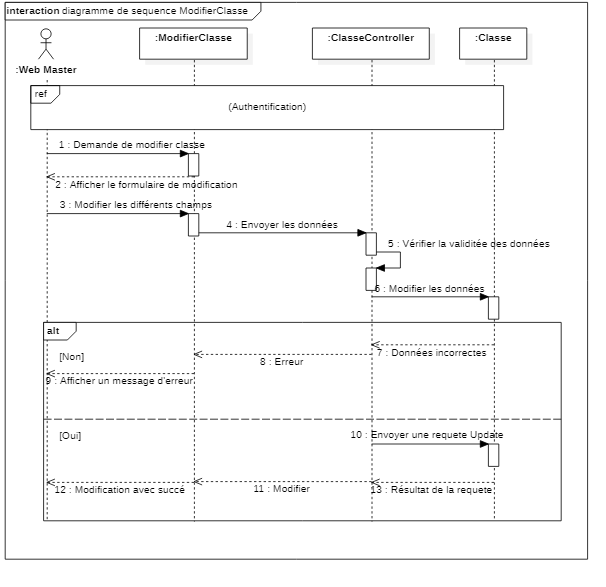 interaction diagramme de sequence ModifierClasse
:Web Master
:ModifierClasse
:ClasseController
:Classe
ref
(Authentification)
1 : Demande de modifier classe
2 : Afficher le formulaire de modification
3 : Modifier les différents champs
4 : Envoyer les données
5 : Vérifier la validitée des données
6 : Modifier les données
alt
[Non]
7 : Données incorrectes
8 : Erreur
9 : Afficher un message d'erreur
[Oui]
10 : Envoyer une requete Update
12 : Modification avec succé
11 : Modifier
13 : Résultat de la requete